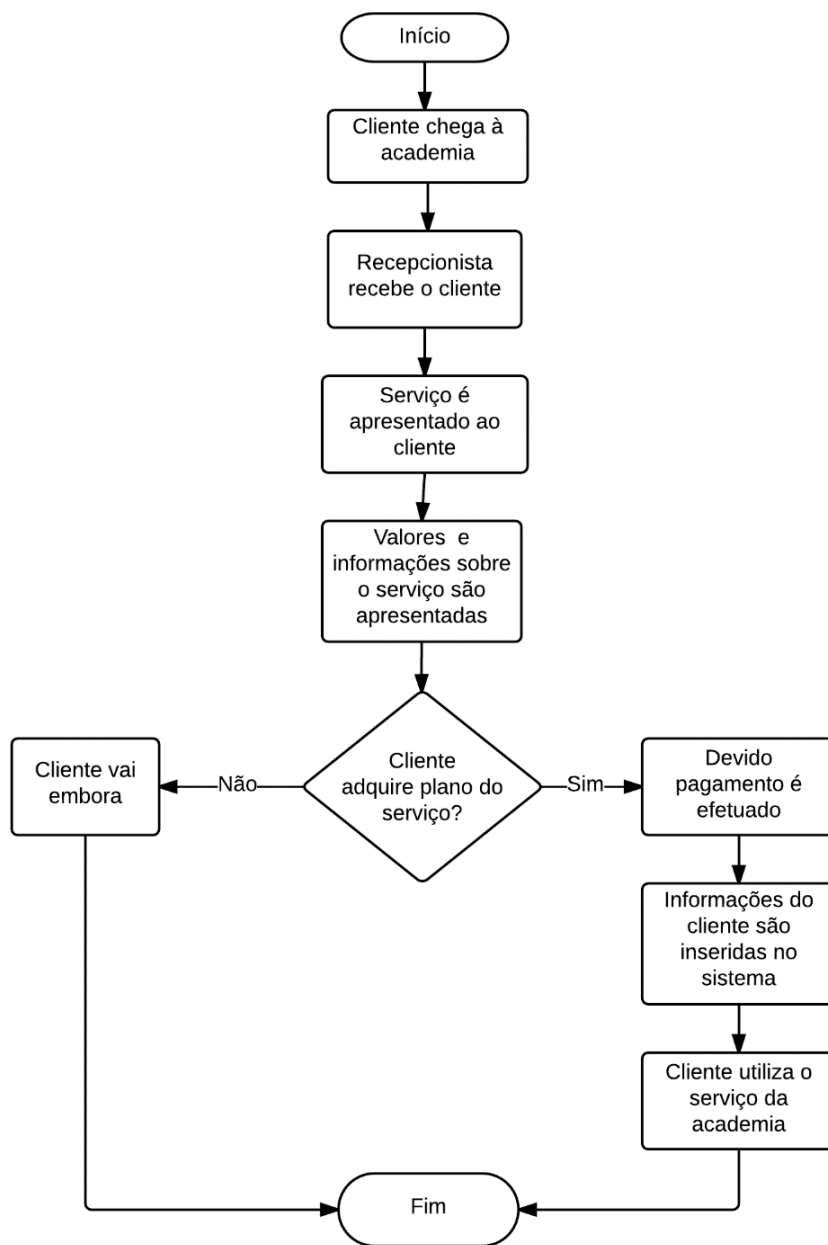 Início
Cliente chega à
academia
Recepcionista
recebe o cliente
Serviço é
apresentado ao
cliente
Valores  e
informações sobre
o serviço são
apresentadas
Cliente
adquire plano do
serviço?
Não
Cliente vai
embora
Sim
Devido
pagamento é
efetuado
Informações do
cliente são
inseridas no
sistema
Cliente utiliza o
serviço da
academia
Fim